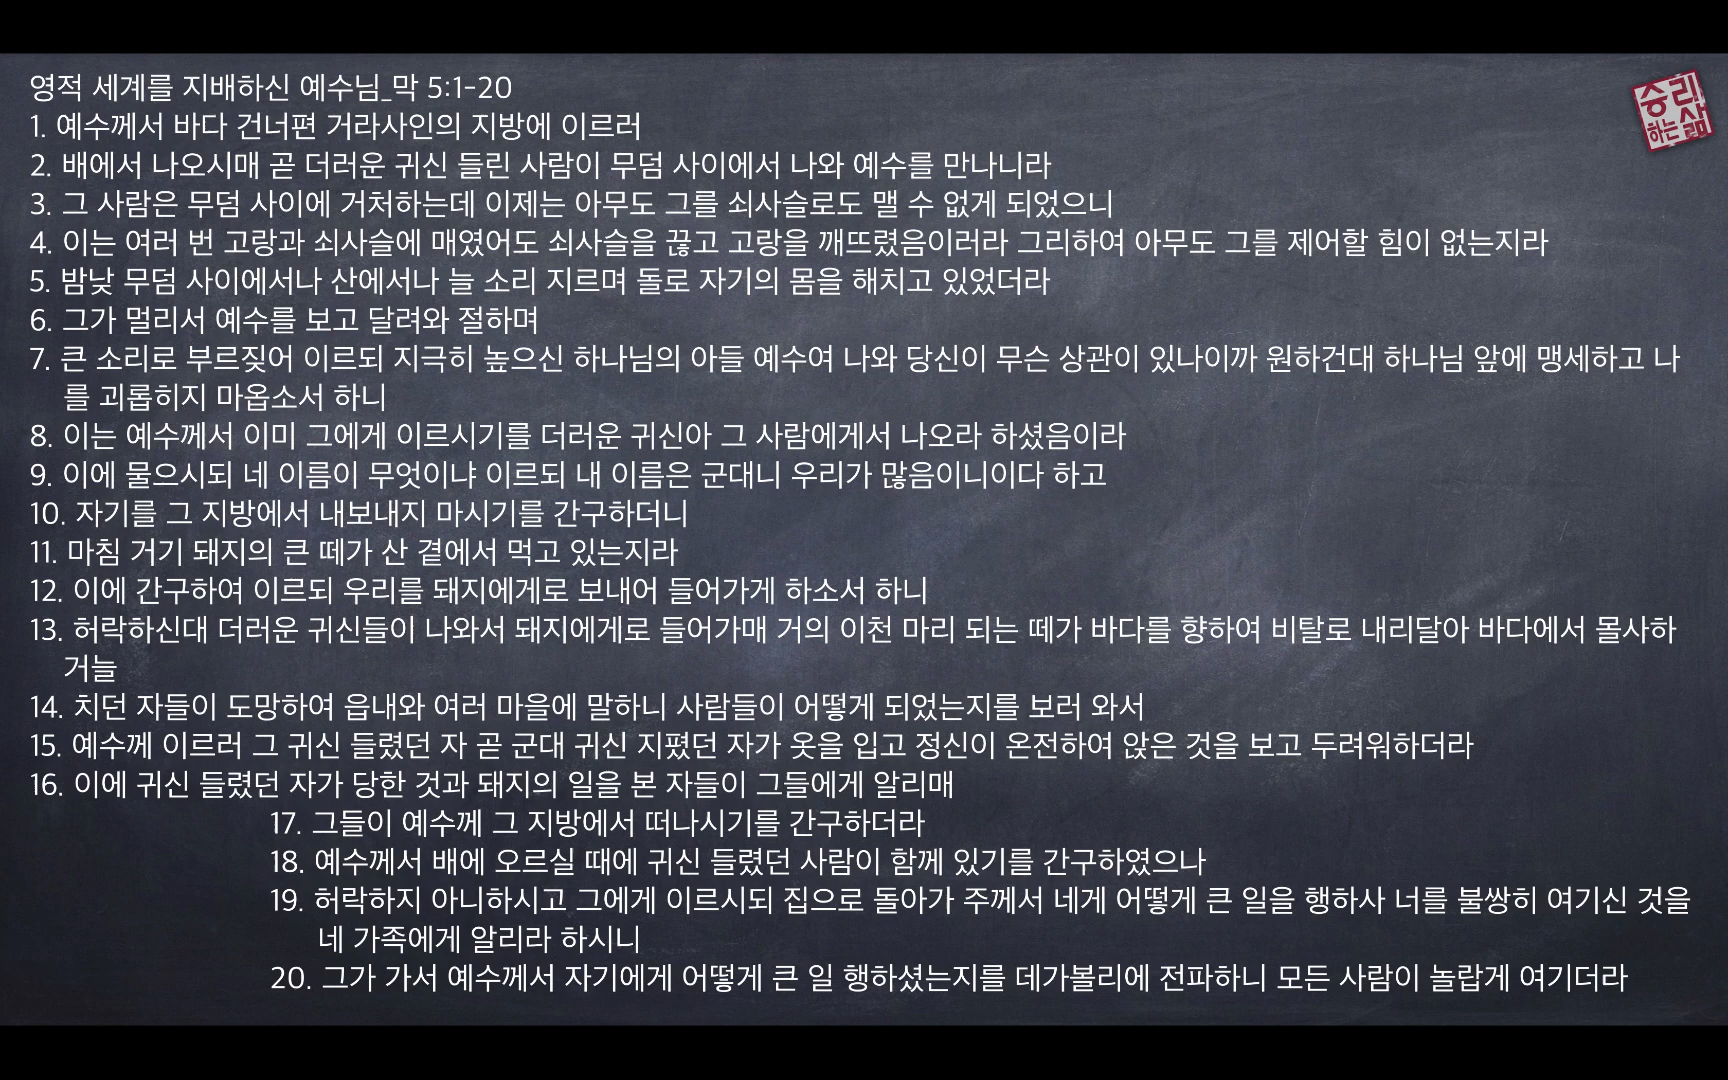 영적 세계를 지배하신 예수님_막 5:1-20
승리
하는 삶
1. 예수께서 바다 건너편 거라사인의 지방에 이르러
2. 배에서 나오시매 곧 더러운 귀신 들린 사람이 무덤 사이에서 나와 예수를 만나니라
3. 그 사람은 무덤 사이에 거처하는데 이제는 아무도 그를 쇠사슬로도 맬 수 없게 되었으니
4. 이는 여러 번 고랑과 쇠사슬에 매였어도 쇠사슬을 끊고 고랑을 깨뜨렸음이러라 그리하여 아무도 그를 제어할 힘이 없는지라
5. 밤낮 무덤 사이에서나 산에서나 늘 소리 지르며 돌로 자기의 몸을 해치고 있었더라
6. 그가 멀리서 예수를 보고 달려와 절하며
7. 큰 소리로 부르짖어 이르되 지극히 높으신 하나님의 아들 예수여 나와 당신이 무슨 상관이 있나이까 원하건대 하나님 앞에 맹세하고 나
를 괴롭히지 마옵소서 하니
8. 이는 예수께서 이미 그에게 이르시기를 더러운 귀신아 그 사람에게서 나오라 하셨음이라
9. 이에 물으시되 네 이름이 무엇이냐 이르되 내 이름은 군대니 우리가 많음이니이다 하고
10. 자기를 그 지방에서 내보내지 마시기를 간구하더니
11. 마침 거기 돼지의 큰 떼가 산 곁에서 먹고 있는지라
12. 이에 간구하여 이르되 우리를 돼지에게로 보내어 들어가게 하소서 하니
13. 허락하신대 더러운 귀신들이 나와서 돼지에게로 들어가매 거의 이천 마리 되는 떼가 바다를 향하여 비탈로 내리달아 바다에서 몰사하
거늘
14. 치던 자들이 도망하여 읍내와 여러 마을에 말하니 사람들이 어떻게 되었는지를 보러 와서
15. 예수께 이르러 그 귀신 들렸던 자 곧 군대 귀신 지폈던 자가 옷을 입고 정신이 온전하여 앉은 것을 보고 두려워하더라
16. 이에 귀신 들렸던 자가 당한 것과 돼지의 일을 본 자들이 그들에게 알리매
17. 그들이 예수께 그 지방에서 떠나시기를 간구하더라
18. 예수께서 배에 오르실 때에 귀신 들렸던 사람이 함께 있기를 간구하였으나
19. 허락하지 아니하시고 그에게 이르시되 집으로 돌아가 주께서 네게 어떻게 큰 일을 행하사 너를 불쌍히 여기신 것을
네 가족에게 알리라 하시니
20. 그가 가서 예수께서 자기에게 어떻게 큰 일 행하셨는지를 데가볼리에 전파하니 모든 사람이 놀랍게 여기더라